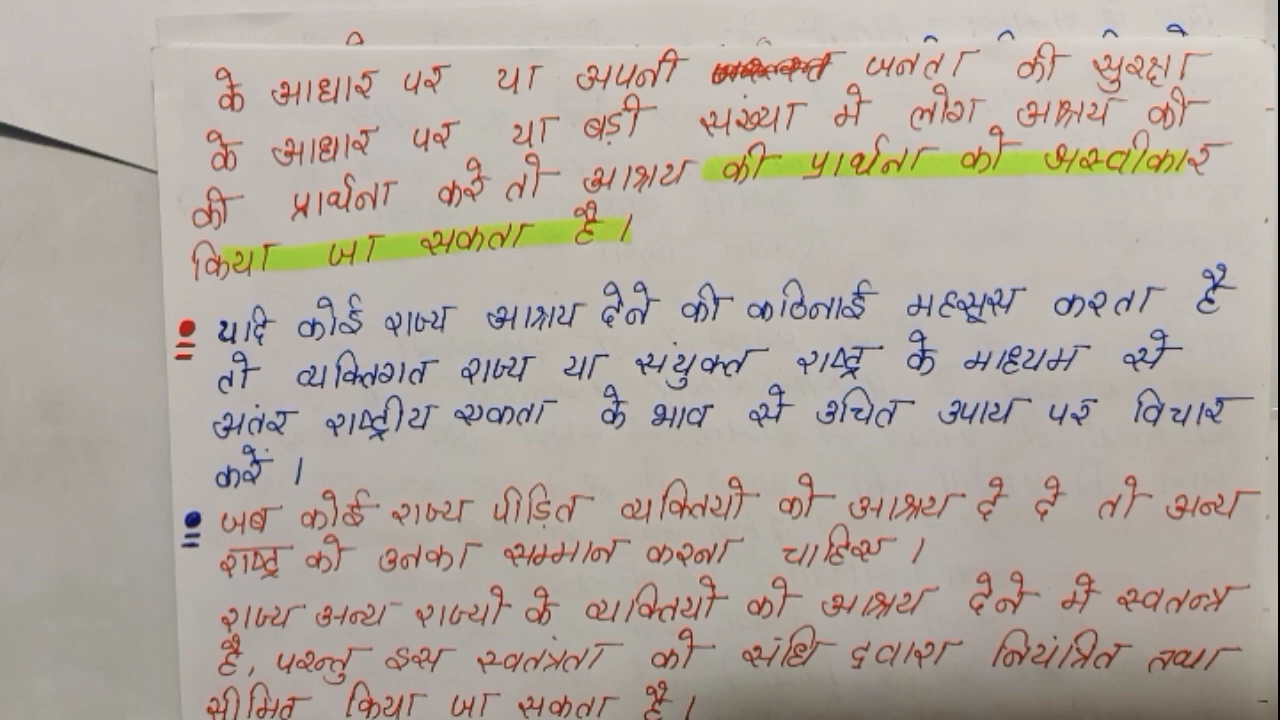 के आधार पर या अपनी जनता की सुरक्षा
के आधार पर या बड़ी संख्या मे लोग आश्रय की
की प्रार्थना करे तो आश्रय की प्रार्थना को अस्वीकार
किया जा सकता है।
यदि कोई राज्य आश्रय देने की कठिनाई महसूस करता है
तो व्यक्तिगत राज्य या संयुक्त राष्ट्र के माध्यम से
अंतर राष्ट्रीय एकता के भाव से उचित उपाय पर विचार
करें।
जब कोई राज्य पीड़ित व्यक्तियो को आश्रय दे दे तो अन्य
राष्ट्र को उनका सम्मान करना चाहिए।
राज्य अन्य राज्यो के व्यक्तियो को आश्रय देने मे स्वतन्त्र
है, परन्तु इस स्वतंत्रता को संधि द्वारा नियंत्रित तथा
सीमित किया जा सकता है।